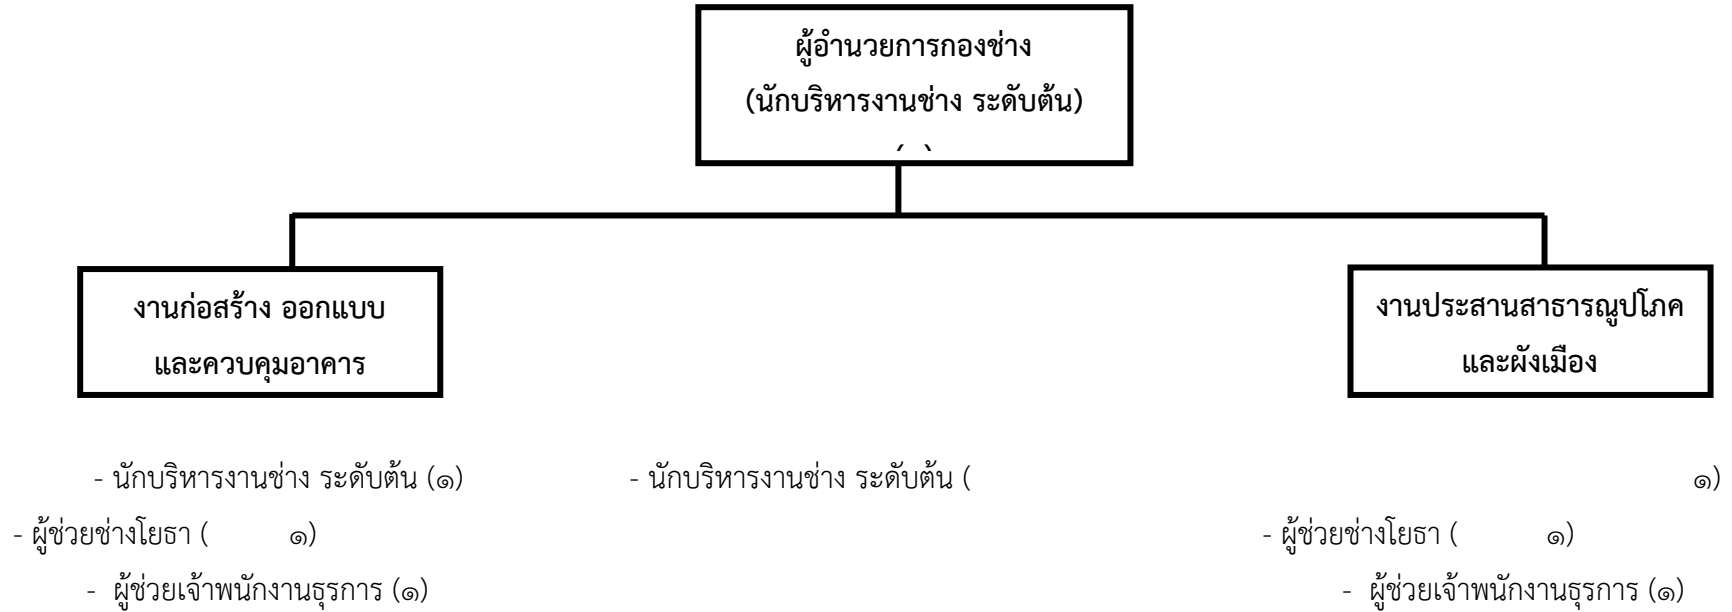 ผู้อำนวยการกองช่าง
(นักบริหารงานช่าง ระดับต้น)
งานก่อสร้าง ออกแบบ
และควบคุมอาคาร
งานประสานสาธารณูปโภค
และผังเมือง
- นักบริหารงานช่าง ระดับต้น (๑) - นักบริหารงานช่าง ระดับต้น ( ๑)
- ผู้ช่วยช่างโยธา ( ๑) - ผู้ช่วยช่างโยธา ( ๑)
- ผู้ช่วยเจ้าพนักงานธุรการ (๑) - ผู้ช่วยเจ้าพนักงานธุรการ (๑)